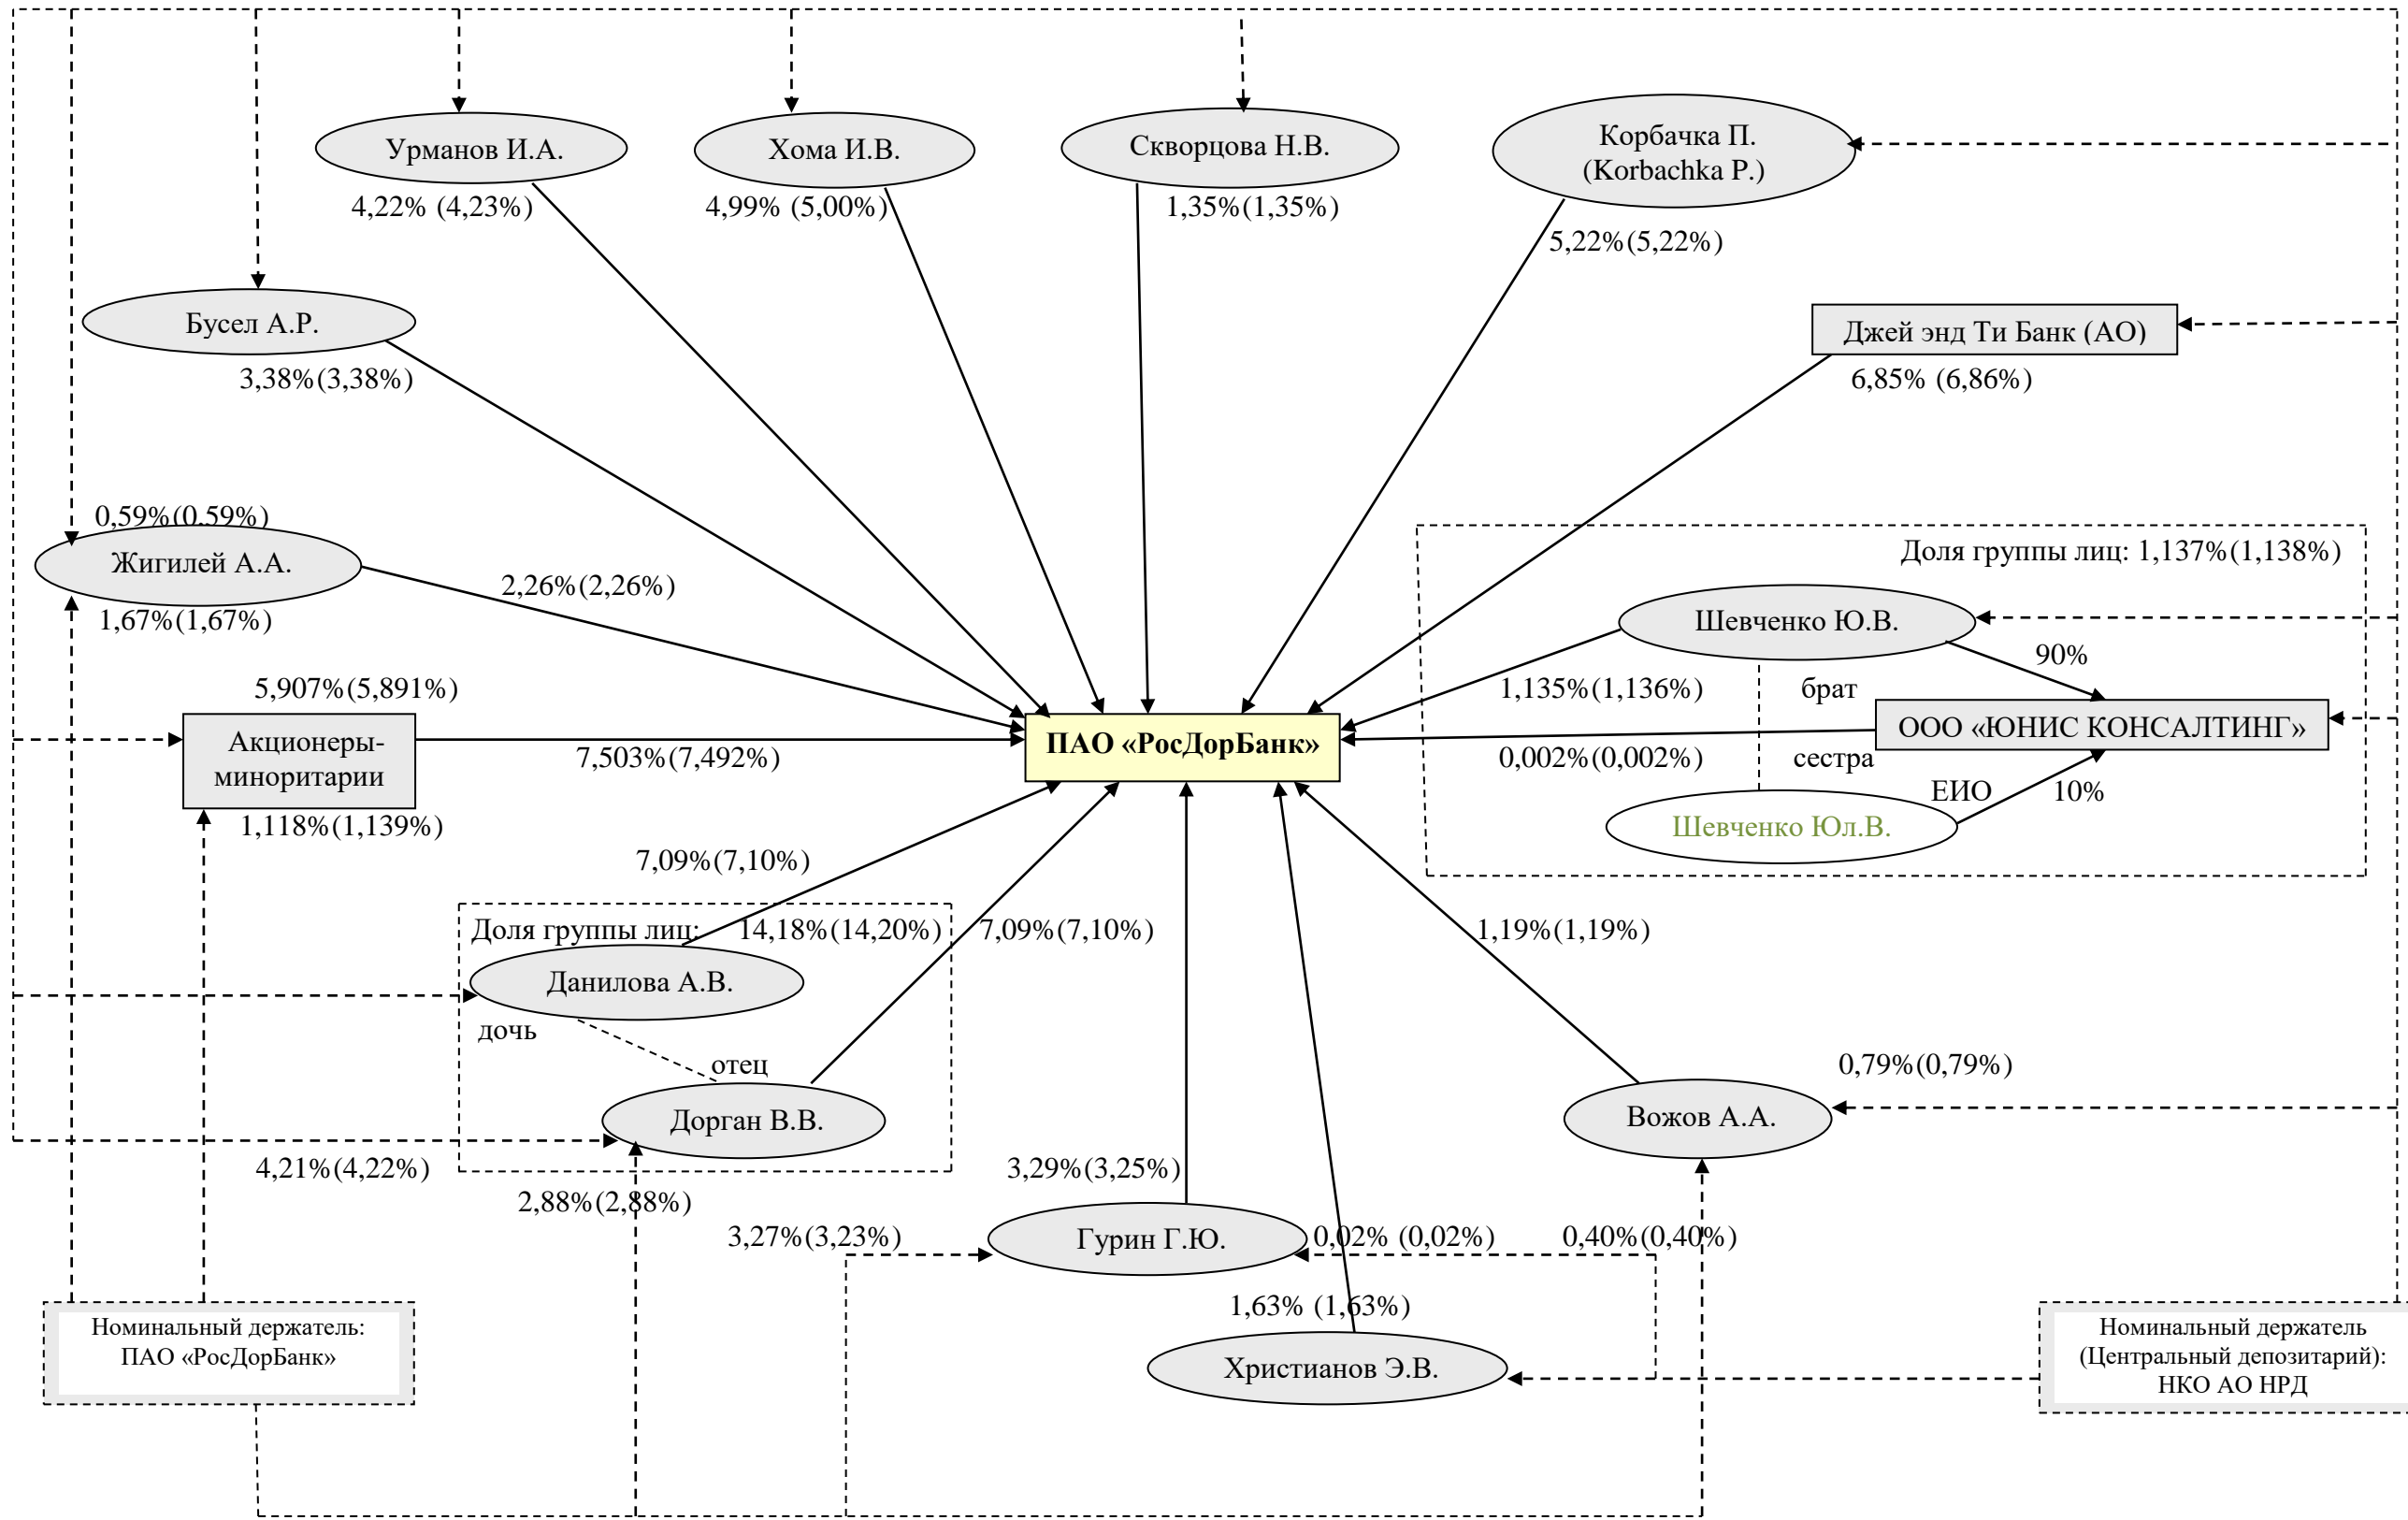 Урманов И.А.
Хома И.В.
Скворцова Н.В.
Корбачка П.
(Korbachka P.)
4,22% (4,23%)
4,99% (5,00%)
1,35%(1,35%)
5,22%(5,22%)
Бусел А.Р.
Джей энд Ти Банк (АО)
3,38%(3,38%)
6,85% (6,86%)
0,59%(0,59%)
Жигилей А.А.
2,26%(2,26%)
1,67%(1,67%)
Доля группы лиц: 1,137%(1,138%)
Шевченко Ю.В.
90%
5,907%(5,891%)
1,135%(1,136%)
брат
Акционеры-
миноритарии
7,503%(7,492%)
ПАО «РосДорБанк»
ООО «ЮНИС КОНСАЛТИНГ»
0,002%(0,002%)
сестра
ЕИО
10%
1,118%(1,139%)
Шевченко Юл.В.
7,09%(7,10%)
Доля группы лиц: 14,18%(14,20%)
7,09%(7,10%)
1,19%(1,19%)
Данилова А.В.
дочь
отец
0,79%(0,79%)
Дорган В.В.
Вожов А.А.
4,21%(4,22%)
3,29%(3,25%)
2,88%(2,88%)
3,27%(3,23%)
Гурин Г.Ю.
0,02% (0,02%)
0,40%(0,40%)
1,63% (1,63%)
Христианов Э.В.
Номинальный держатель:
ПАО «РосДорБанк»
Номинальный держатель
(Центральный депозитарий):
НКО АО НРД